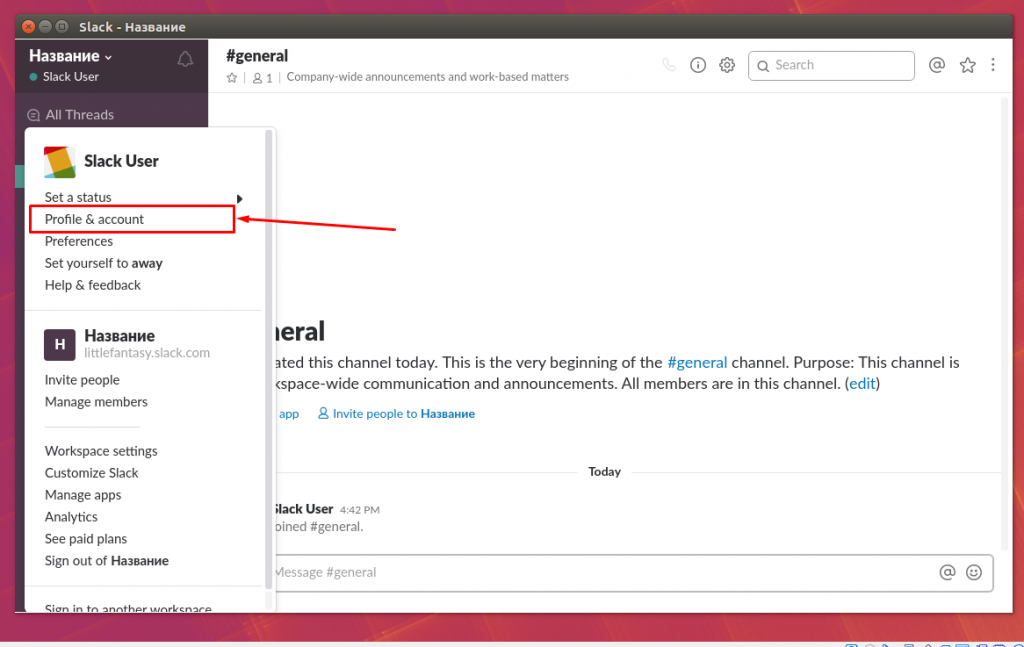 Slack - Название
Название
Slack User
All Threads
#general
1 Company-wide announcements and work-based matters
Search
Slack User
Set a status
Profile & account
Preferences
Set yourself to away
Help & feedback
H
Название
littlefantasy.slack.com
Invite people
Manage members
Workspace settings
Customize Slack
Manage apps
Analytics
See paid plans
Sign out of Название
Sign in to another workspace
neral
ated this channel today. This is the very beginning of the #general channel. Purpose: This channel is
kspace-wide communication and announcements. All members are in this channel. (edit)
app Invite people to Название
Today
Slack User 4:42 PM
oined #general.
Message #general